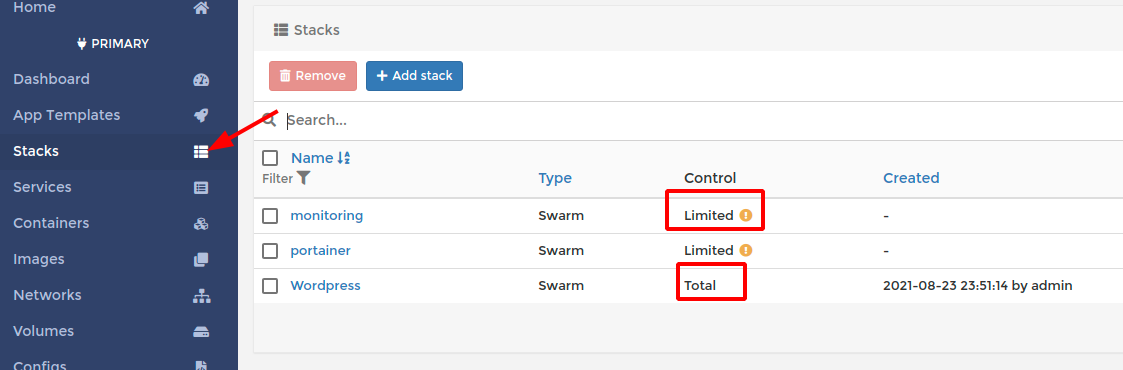 Home
PRIMARY
Dashboard
App Templates
Stacks
Services
Containers
Images
Networks
Volumes
Configs
Stacks
Remove
+ Add stack
Search...
Name
Filter
Type
Control
Created
monitoring
Swarm
Limited
-
portainer
Swarm
Limited
-
Wordpress
Swarm
Total
2021-08-23 23:51:14 by admin